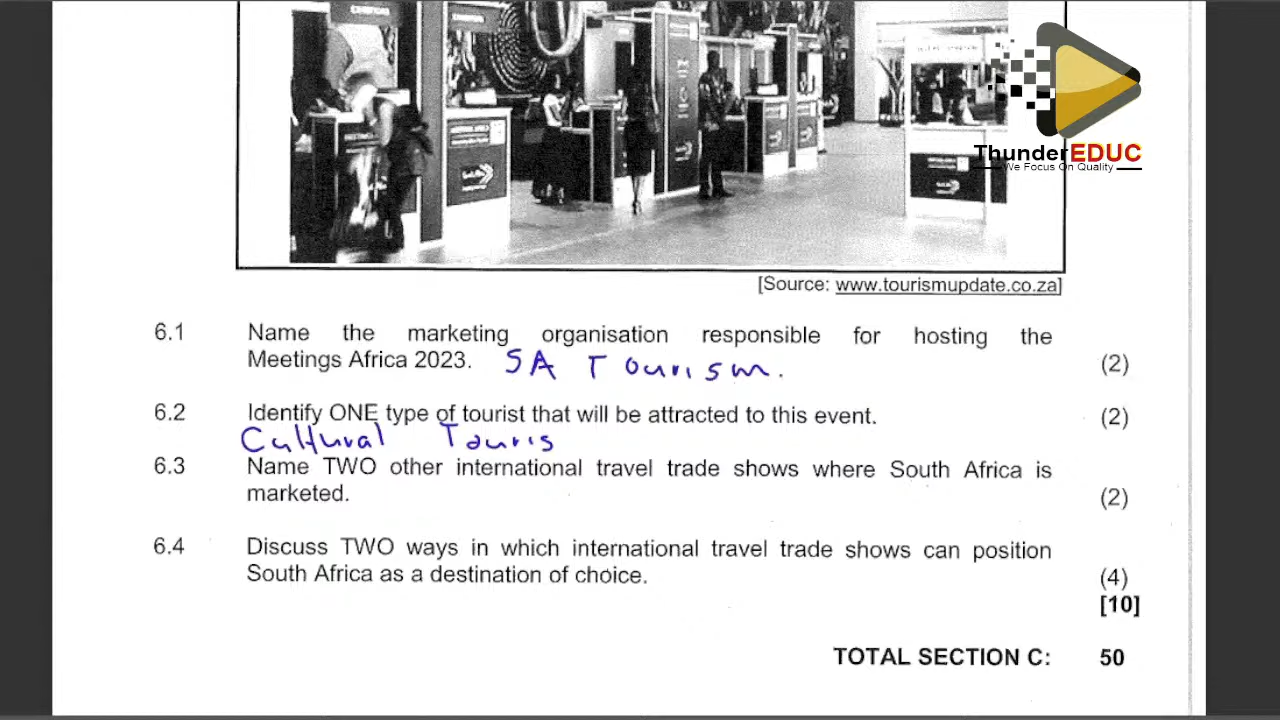 ThunderEDUC
We Focus On Quality
[Source: www.tourismupdate.co.za]
6.1 Name the marketing organisation responsible for hosting the
Meetings Africa 2023. SA Tourism. (2)
6.2 Identify ONE type of tourist that will be attracted to this event. (2)
Cultural Touris
6.3 Name TWO other international travel trade shows where South Africa is
marketed. (2)
6.4 Discuss TWO ways in which international travel trade shows can position
South Africa as a destination of choice. (4)
[10]
TOTAL SECTION C: 50